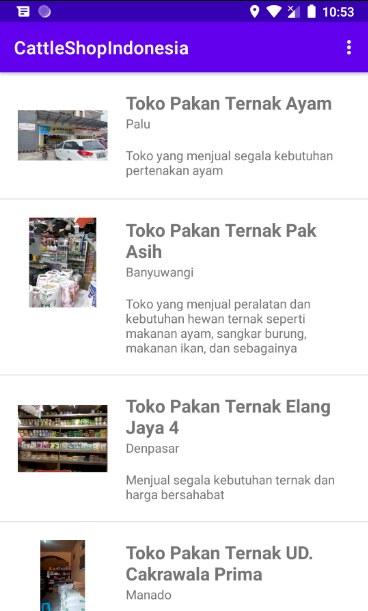 10:53
CattleShopIndonesia
Toko Pakan Ternak Ayam
Palu
Toko yang menjual segala kebutuhan
pertenakan ayam
Toko Pakan Ternak Pak
Asih
Banyuwangi
Toko yang menjual peralatan dan
kebutuhan hewan ternak seperti
makanan ayam, sangkar burung,
makanan ikan, dan sebagainya
Toko Pakan Ternak Elang
Jaya 4
Denpasar
Menjual segala kebutuhan ternak dan
harga bersahabat
Toko Pakan Ternak UD.
Cakrawala Prima
Manado